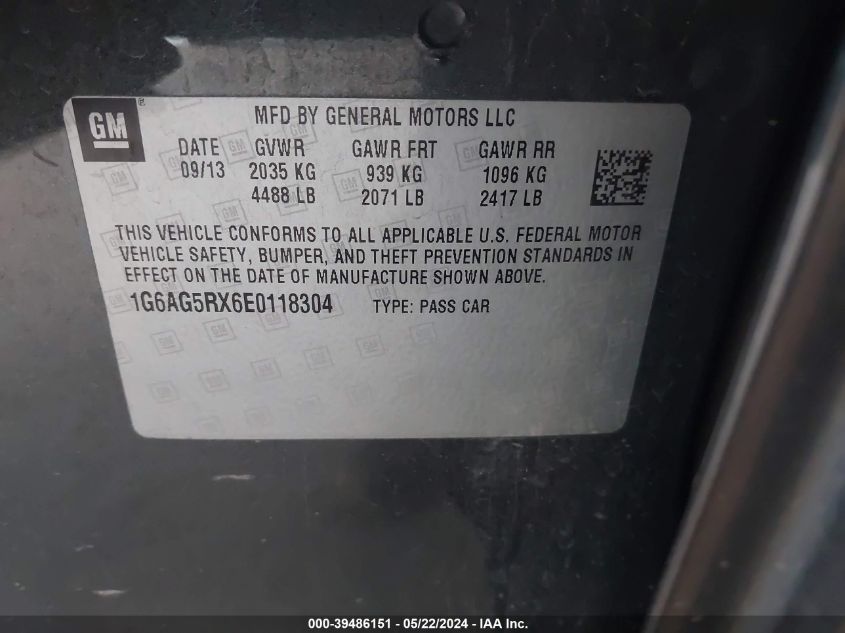 GM
MFD BY GENERAL MOTORS LLC
DATE GVWR GAWR FRT GAWR RR
09/13 2035 KG 939 KG 1096 KG
4488 LB 2071 LB 2417 LB
THIS VEHICLE CONFORMS TO ALL APPLICABLE U.S. FEDERAL MOTOR
VEHICLE SAFETY, BUMPER, AND THEFT PREVENTION STANDARDS IN
EFFECT ON THE DATE OF MANUFACTURE SHOWN ABOVE.
1G6AG5RX6E0118304 TYPE: PASS CAR
000-39486151 - 05/22/2024 - IAA Inc.